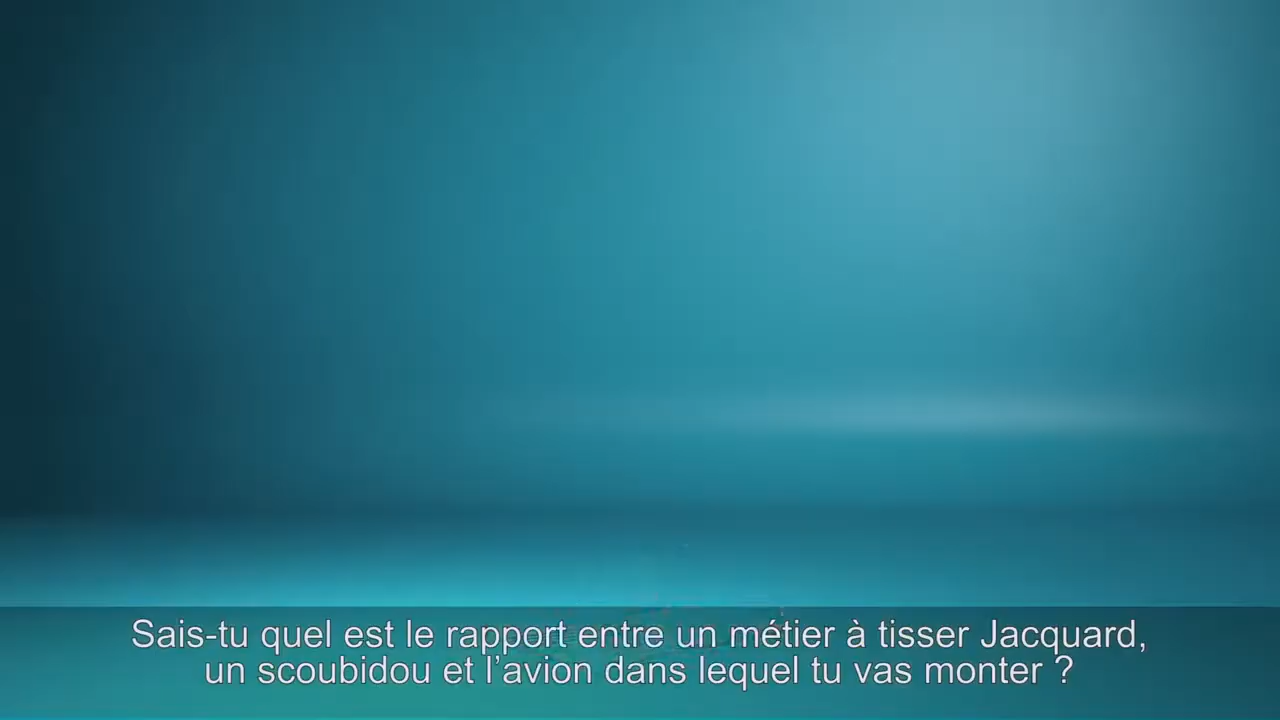 Sais-tu quel est le rapport entre un métier à tisser Jacquard,
un scoubidou et l’avion dans lequel tu vas monter ?